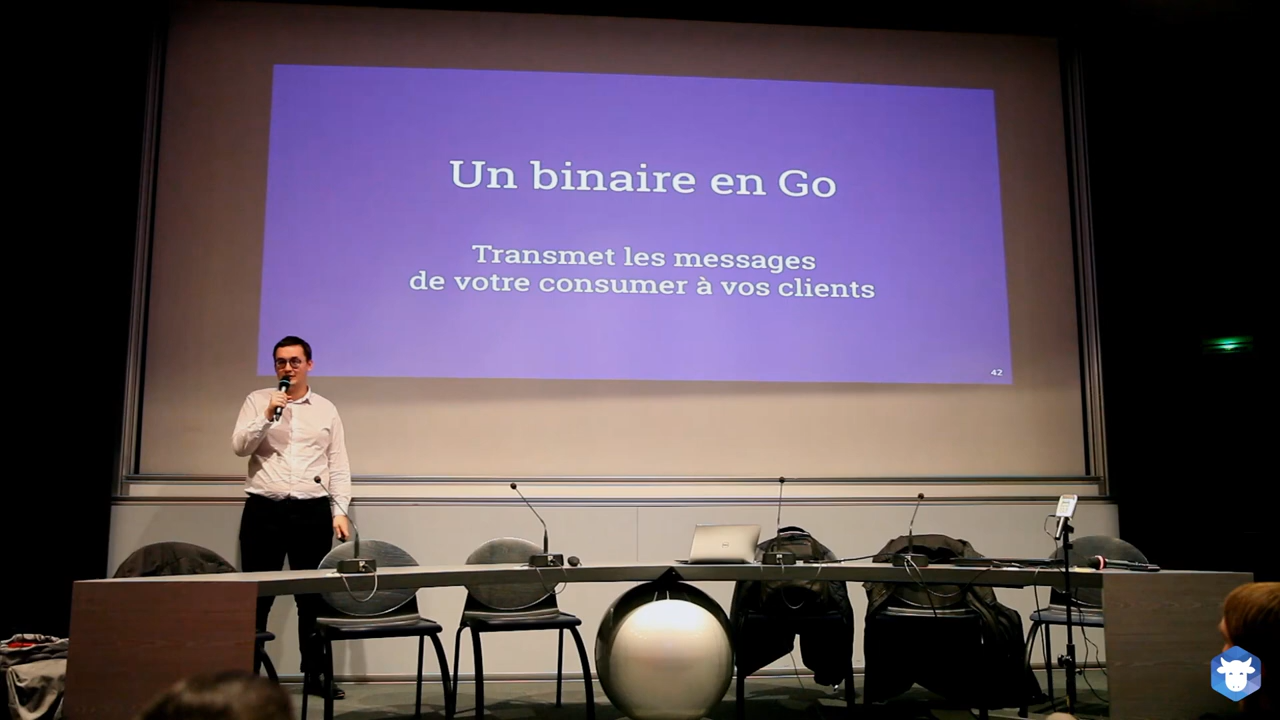 Un binaire en Go
Transmet les messages
de votre consumer à vos clients
42